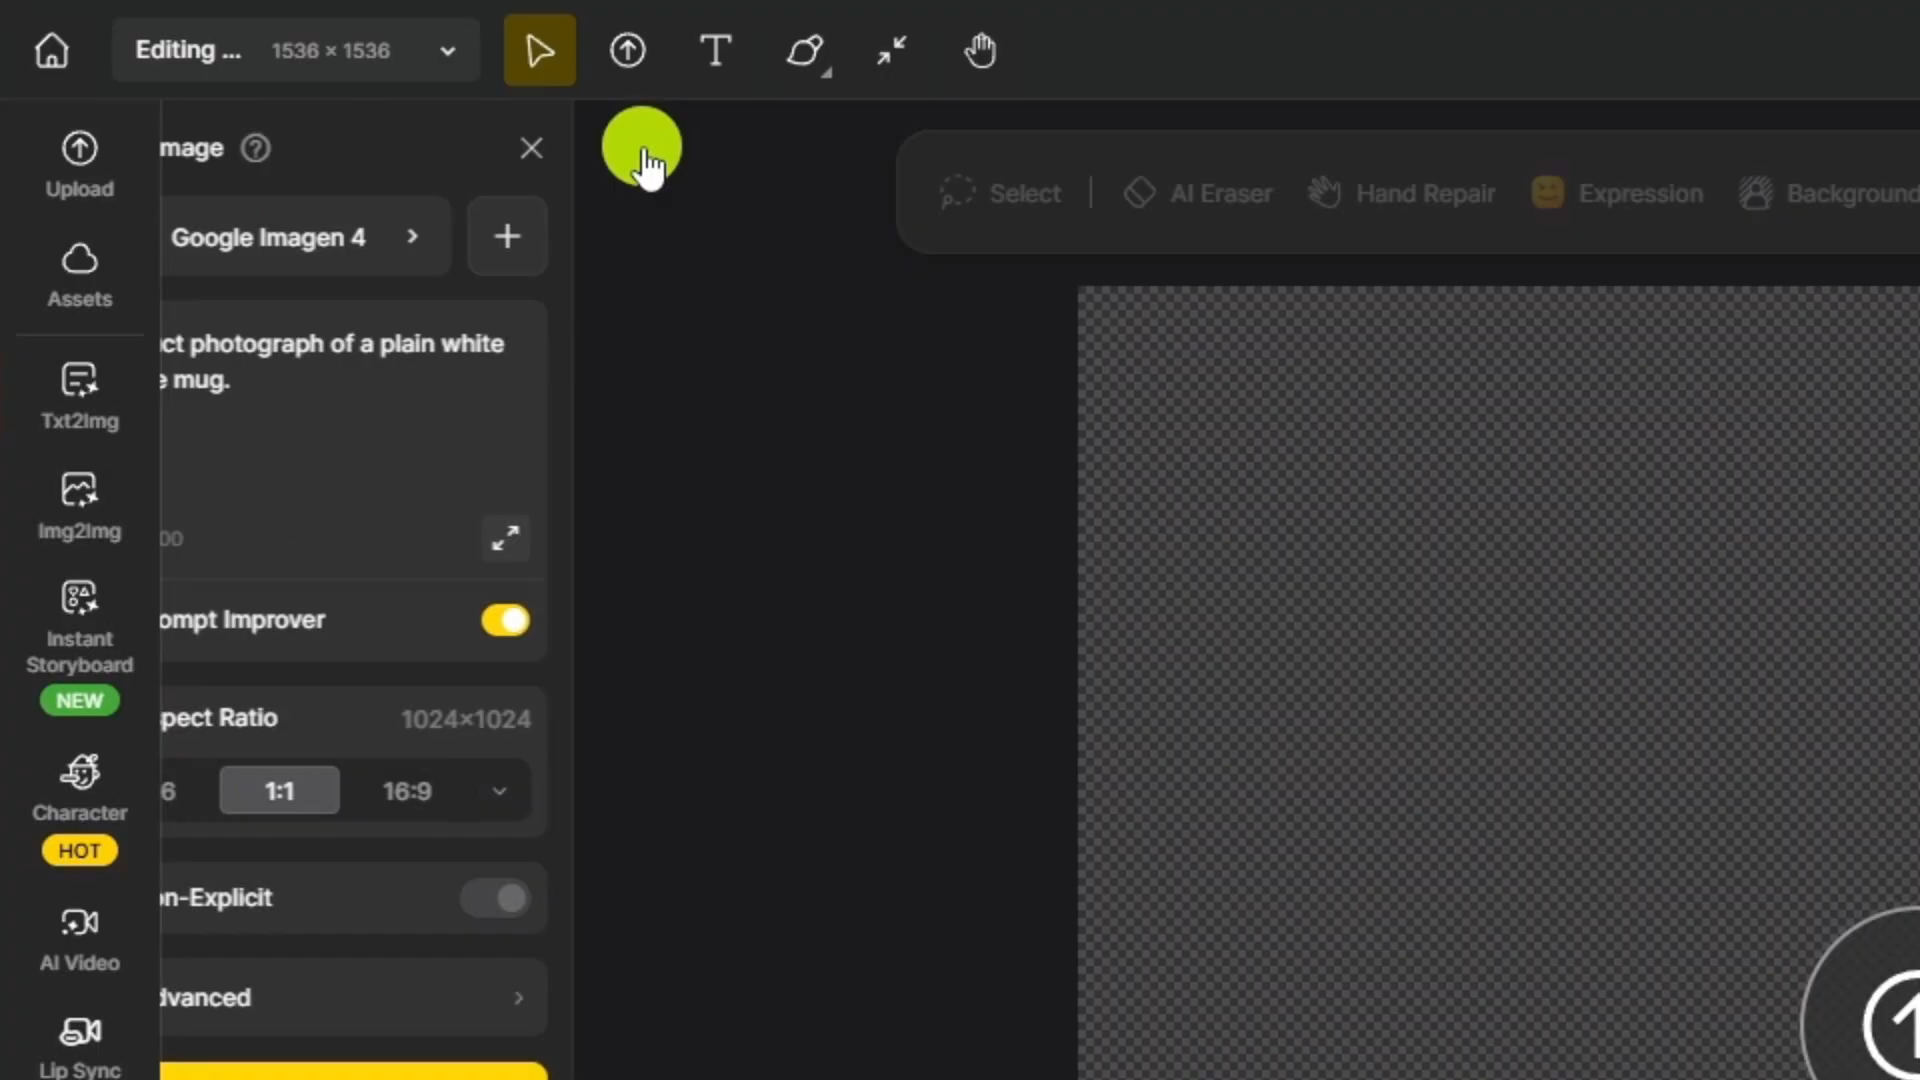 Editing ... 1536 × 1536
Upload
Assets
Txt2Img
Img2Img
Instant
Storyboard
NEW
Character
HOT
AI Video
Lip Sync
mage
Google Imagen 4
ct photograph of a plain white
e mug.
00
ompt Improver
pect Ratio 1024×1024
6 1:1 16:9
on-Explicit
dvanced
Select AI Eraser Hand Repair Expression Background